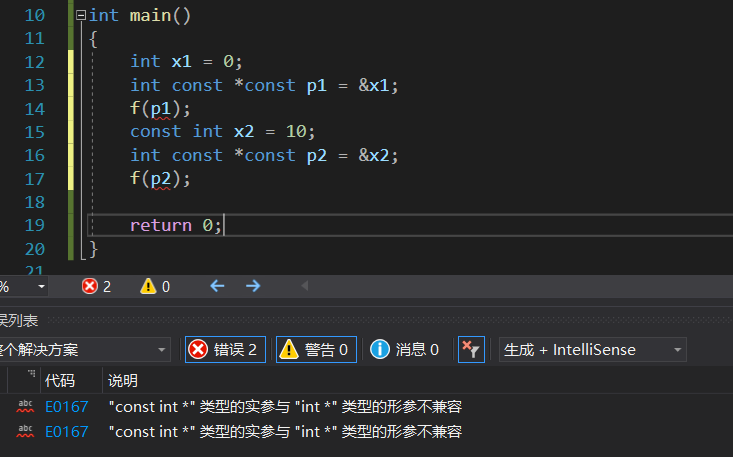 10 int main()
11 {
12 int x1 = 0;
13 int const *const p1 = &x1;
14 f(p1);
15 const int x2 = 10;
16 int const *const p2 = &x2;
17 f(p2);
18
19 return 0;
20 }
21
% 2 0
误列表
整个解决方案 错误 2 警告 0 消息 0 生成 + IntelliSense
代码 说明
abc E0167 "const int *" 类型的实参与 "int *" 类型的形参不兼容
abc E0167 "const int *" 类型的实参与 "int *" 类型的形参不兼容